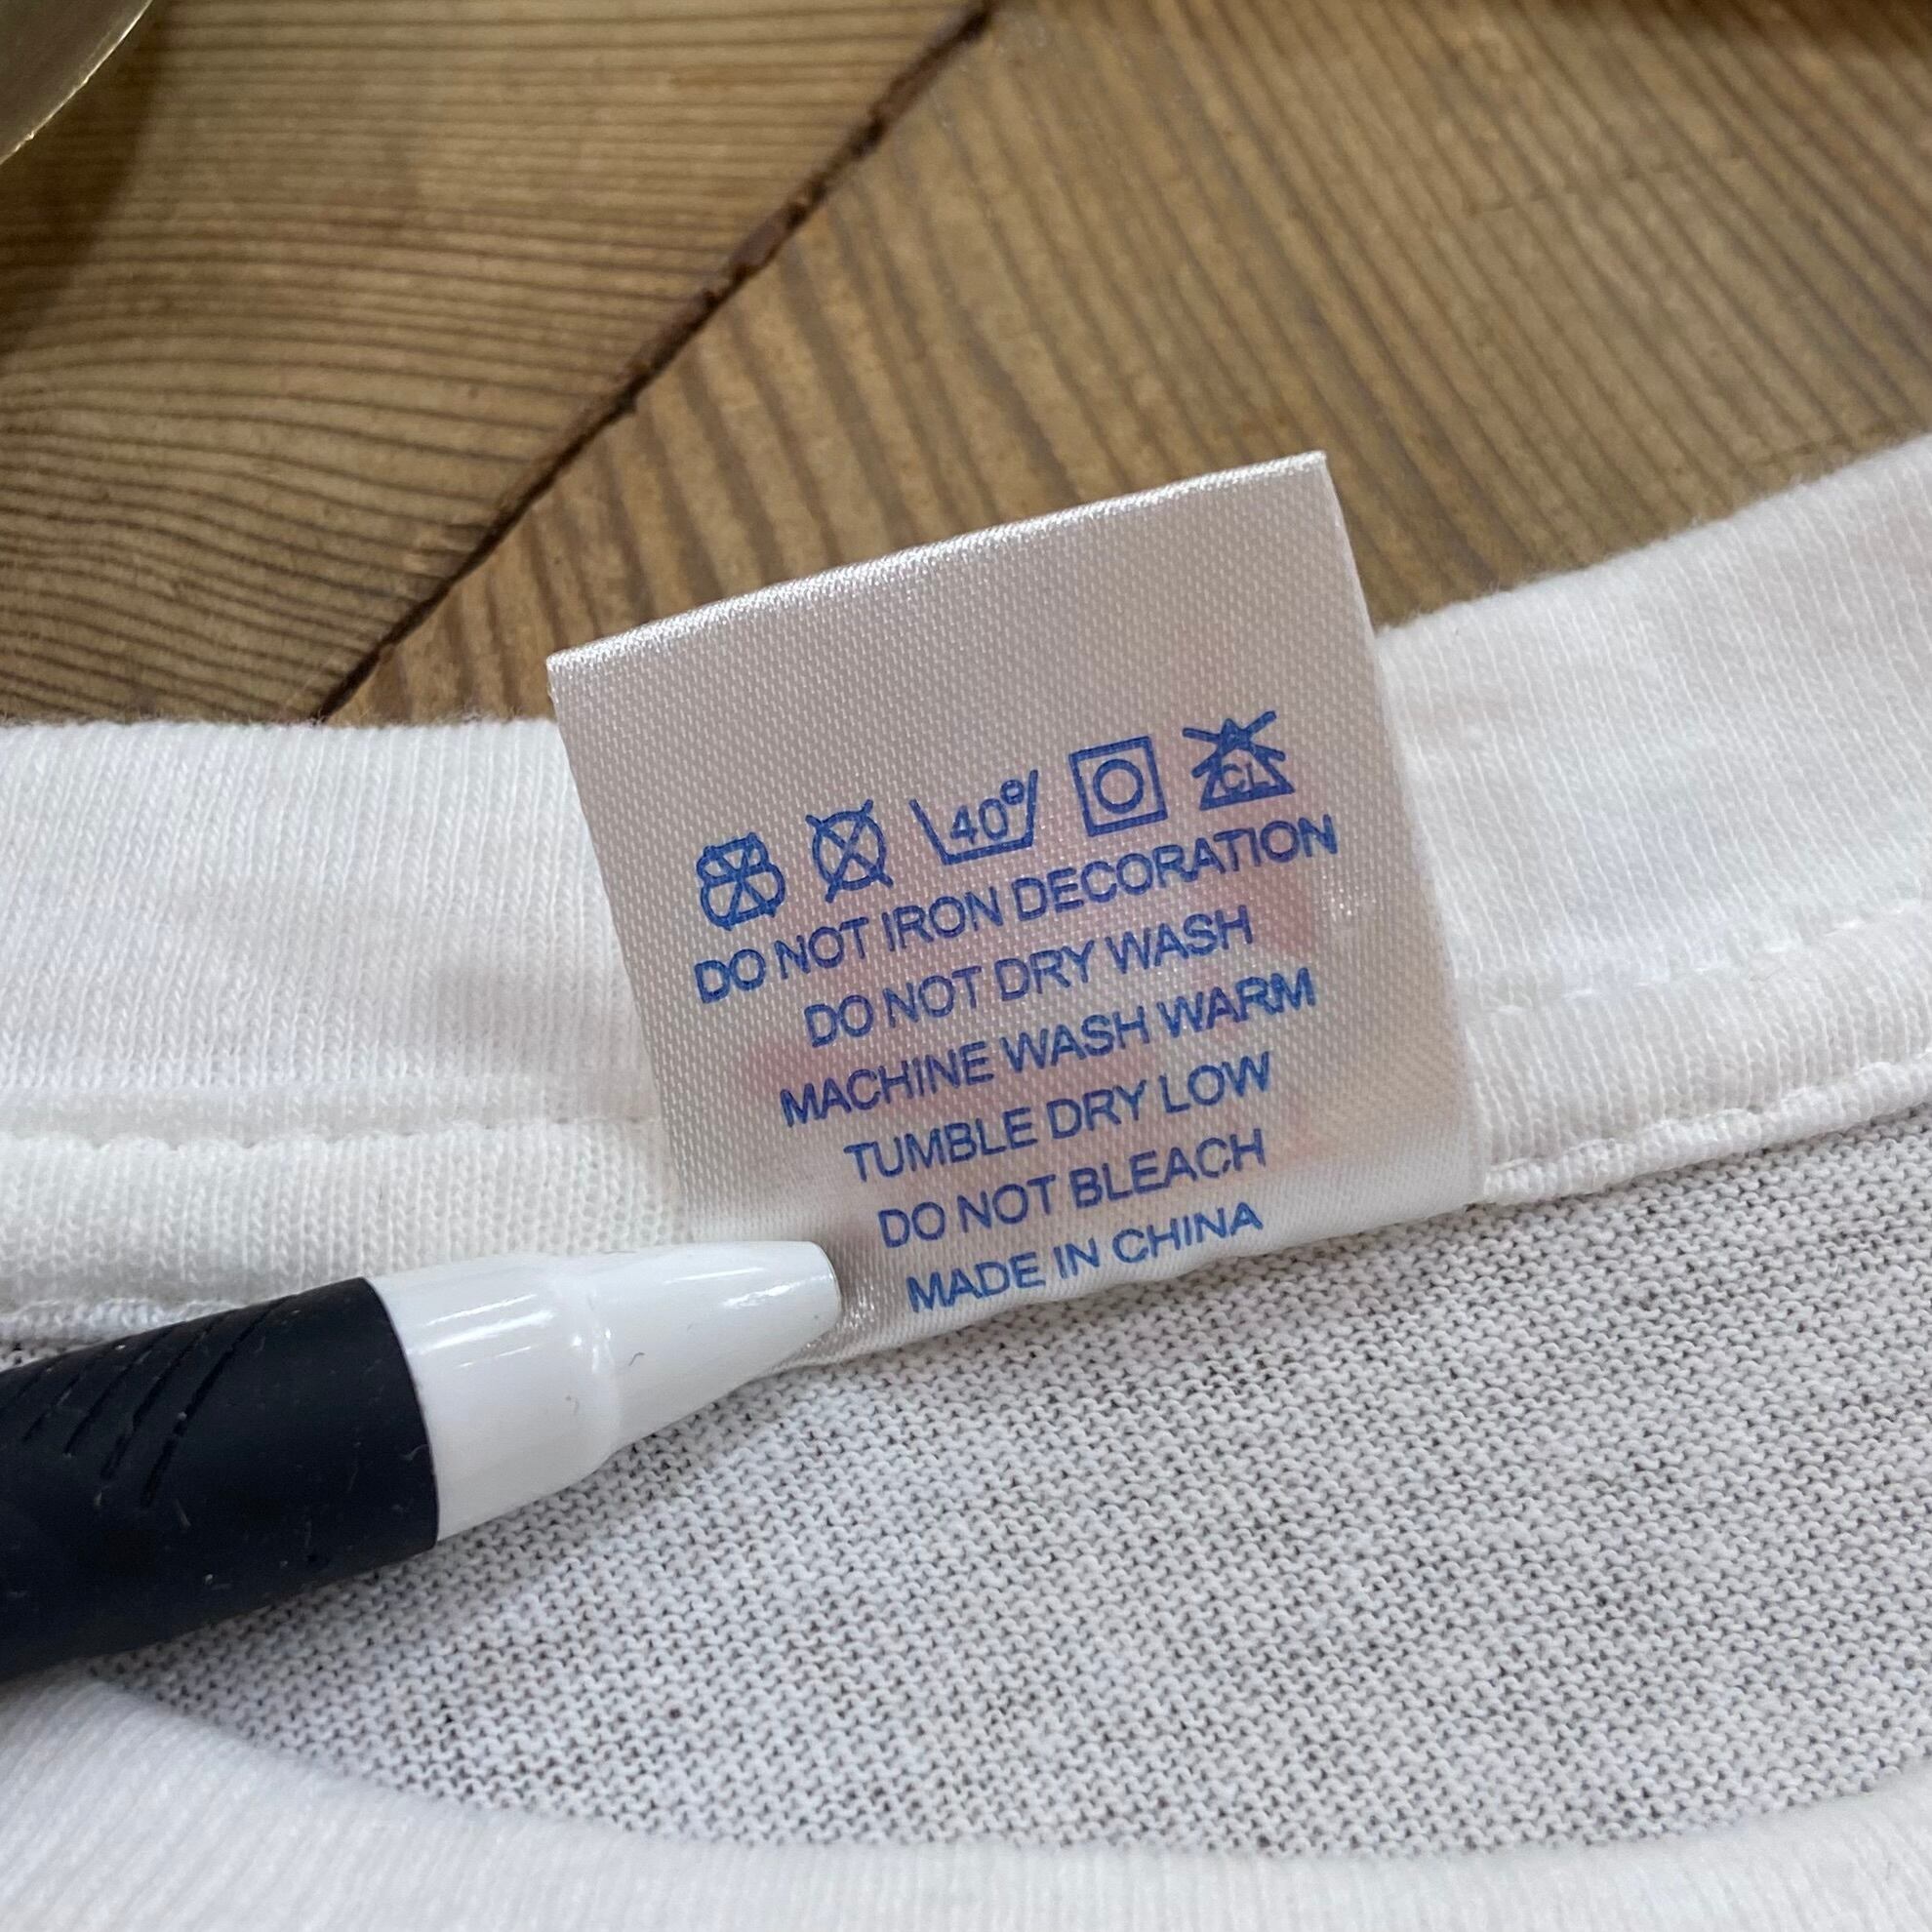 40°
CL
DO NOT IRON DECORATION
DO NOT DRY WASH
MACHINE WASH WARM
TUMBLE DRY LOW
DO NOT BLEACH
MADE IN CHINA